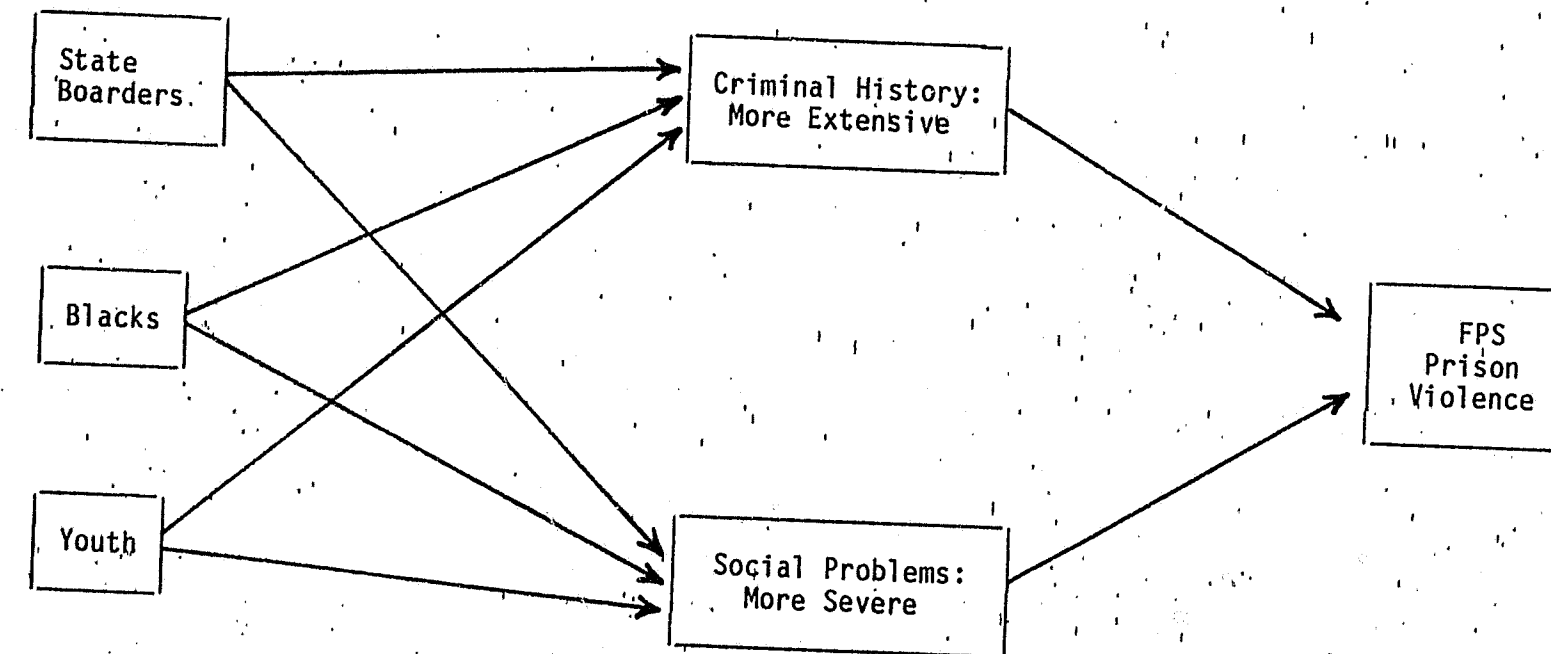 State
Boarders.
Criminal History:
More Extensive
Blacks
FPS
Prison
Violence
Youth
Social Problems:
More Severe